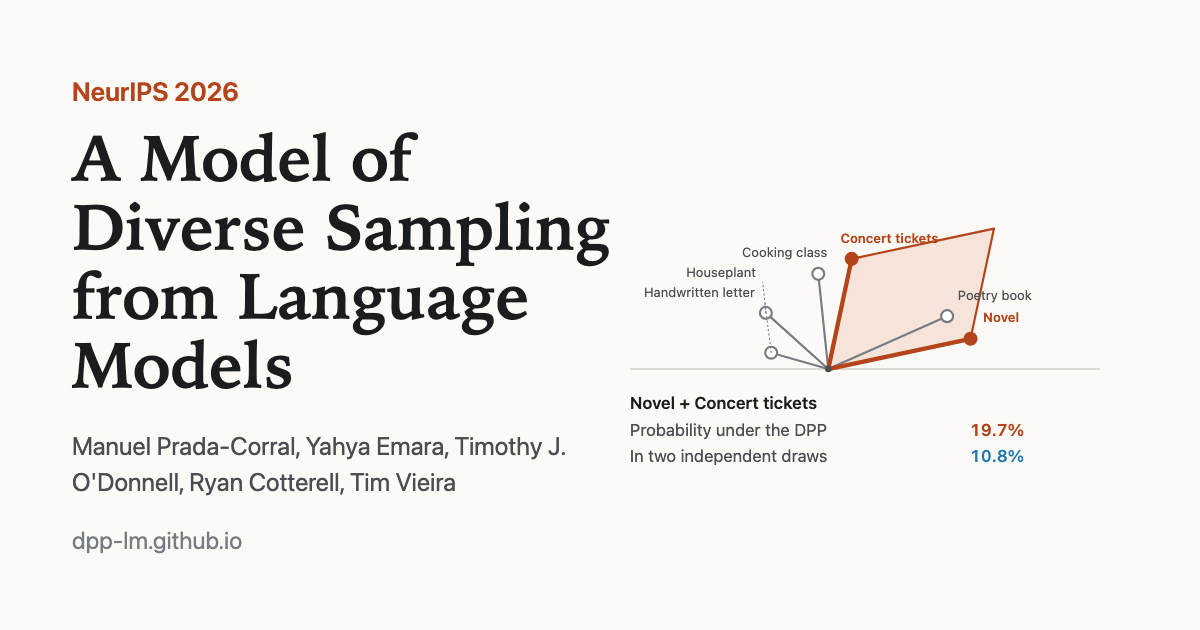 NeurIPS 2026
A Model of
Diverse Sampling
from Language
Models
Manuel Prada-Corral, Yahya Emara, Timothy J.
O'Donnell, Ryan Cotterell, Tim Vieira
dpp-lm.github.io
Concert tickets
Cooking class
Houseplant
Handwritten letter
Poetry book
Novel
Novel + Concert tickets
Probability under the DPP 19.7%
In two independent draws 10.8%